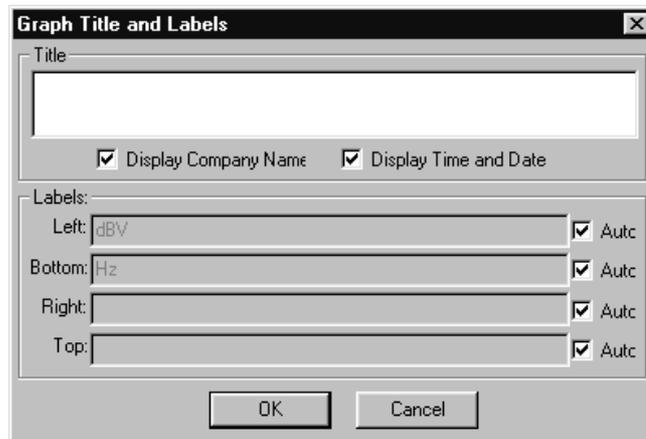 Graph Title and Labels
Title
Display Company Name Display Time and Date
Labels:
Left: dBV Autc
Bottom: Hz Autc
Right: Autc
Top: Autc
OK Cancel